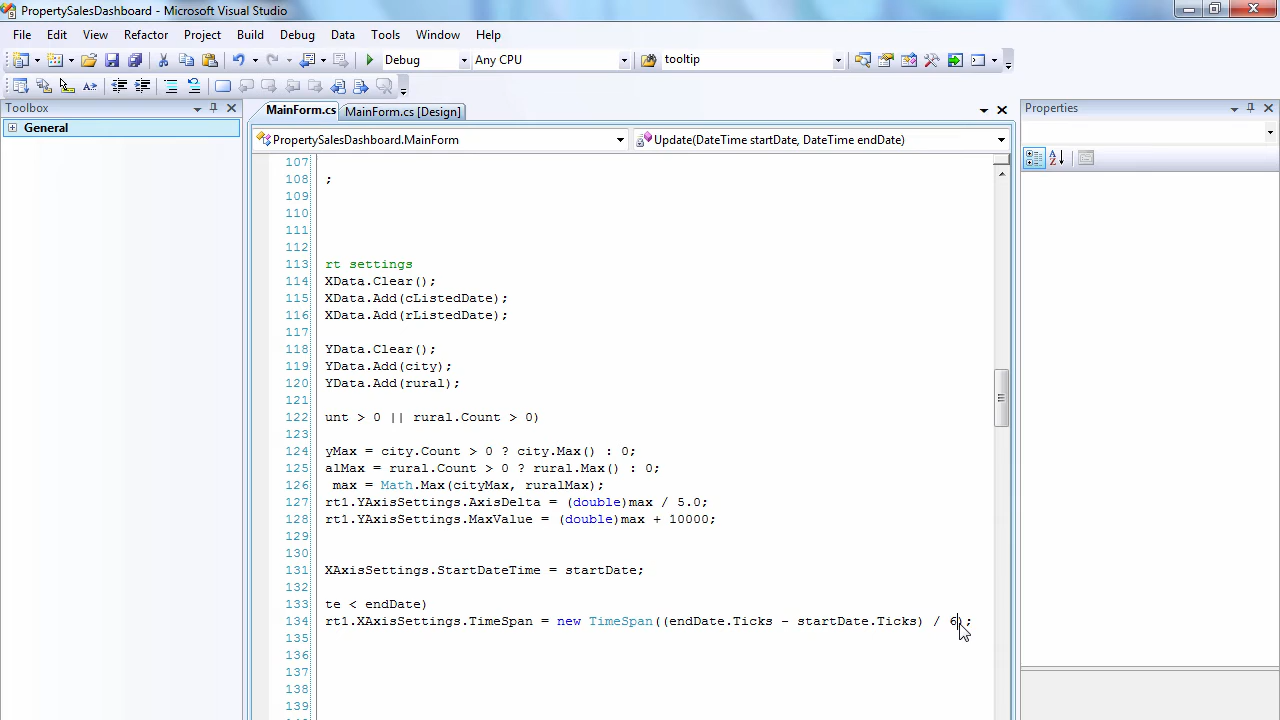 PropertySalesDashboard - Microsoft Visual Studio
File Edit View Refactor Project Build Debug Data Tools Window Help
Debug Any CPU tooltip
Toolbox
General
MainForm.cs MainForm.cs [Design]
PropertySalesDashboard.MainForm Update(DateTime startDate, DateTime endDate)
107
108 ;
109
110
111
112
113 rt settings
114 XData.Clear();
115 XData.Add(cListedDate);
116 XData.Add(rListedDate);
117
118 YData.Clear();
119 YData.Add(city);
120 YData.Add(rural);
121
122 unt > 0 || rural.Count > 0)
123
124 yMax = city.Count > 0 ? city.Max() : 0;
125 alMax = rural.Count > 0 ? rural.Max() : 0;
126 max = Math.Max(cityMax, ruralMax);
127 rt1.YAxisSettings.AxisDelta = (double)max / 5.0;
128 rt1.YAxisSettings.MaxValue = (double)max + 10000;
129
130
131 XAxisSettings.StartDateTime = startDate;
132
133 te < endDate)
134 rt1.XAxisSettings.TimeSpan = new TimeSpan((endDate.Ticks - startDate.Ticks) / 6);
135
136
137
138
139
Properties